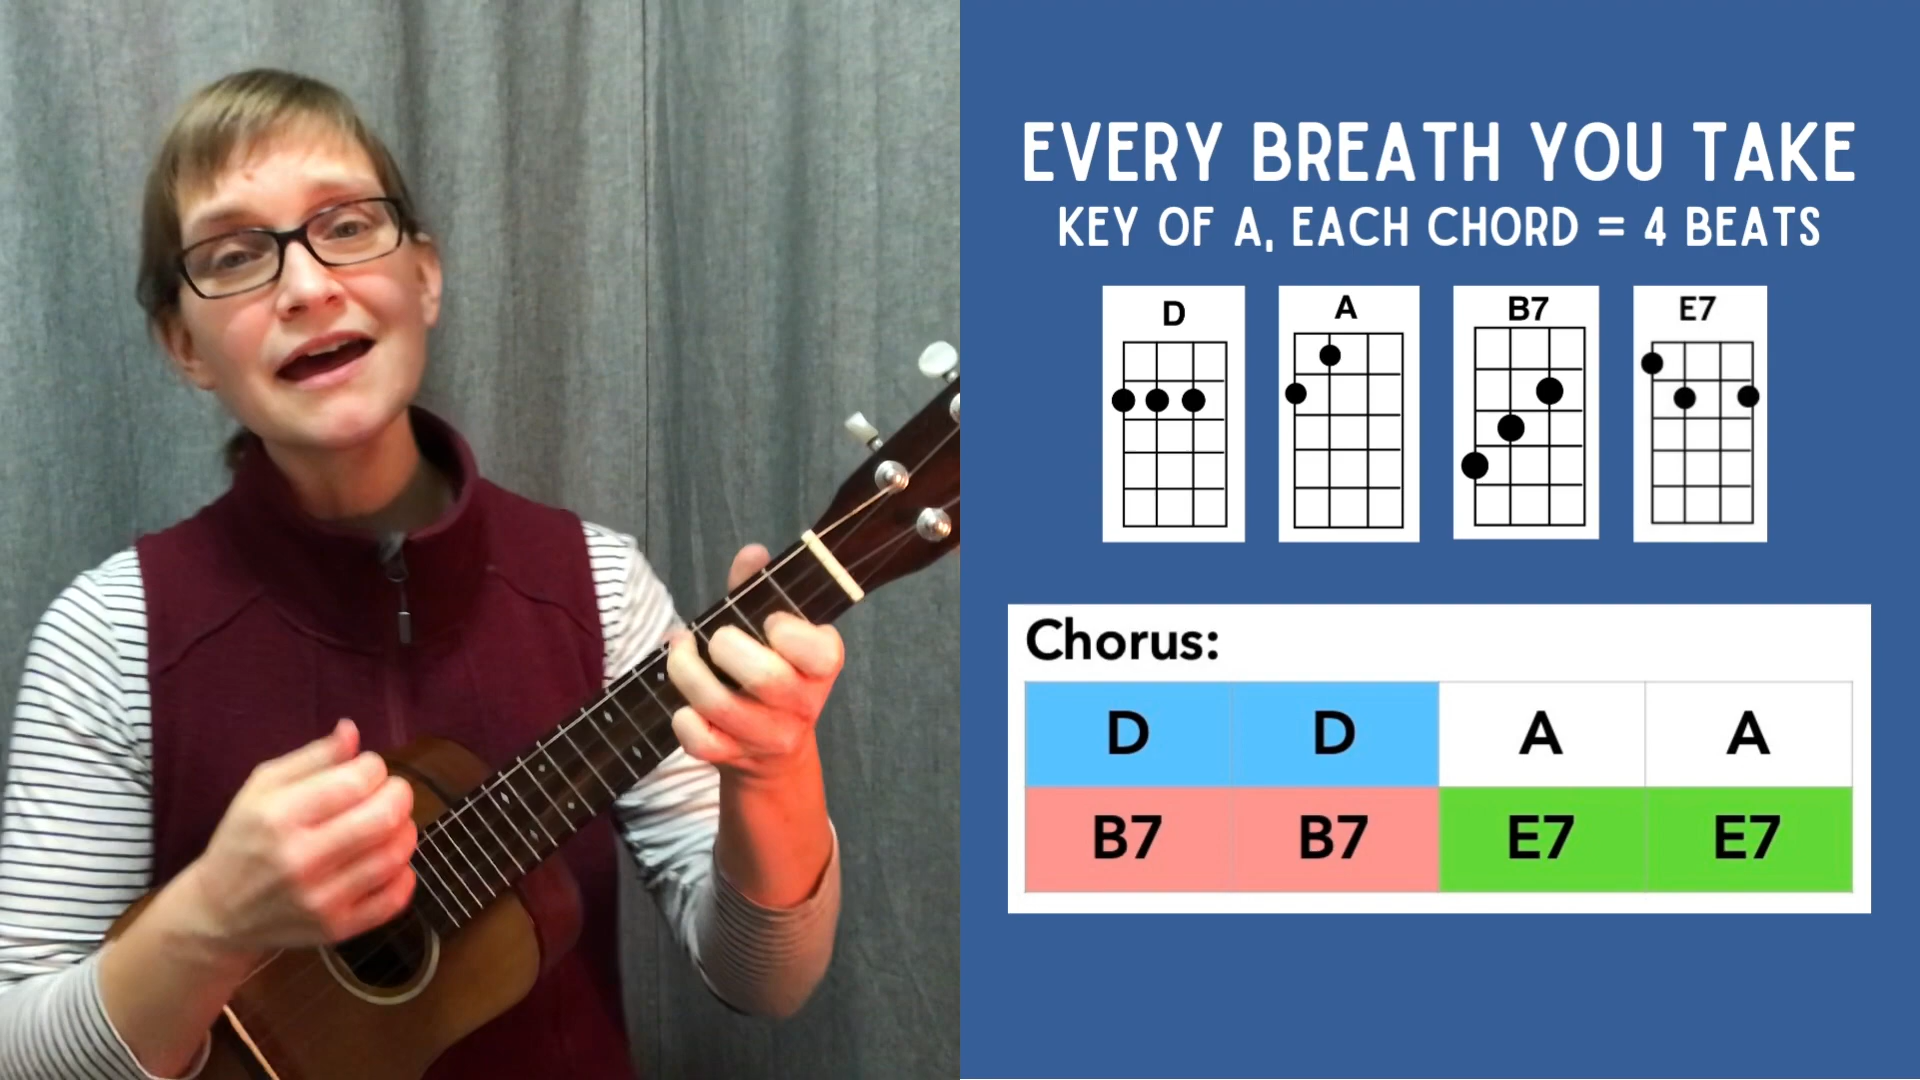 EVERY BREATH YOU TAKE
KEY OF A, EACH CHORD = 4 BEATS
D A B7 E7
Chorus:
D D A A
B7 B7 E7 E7